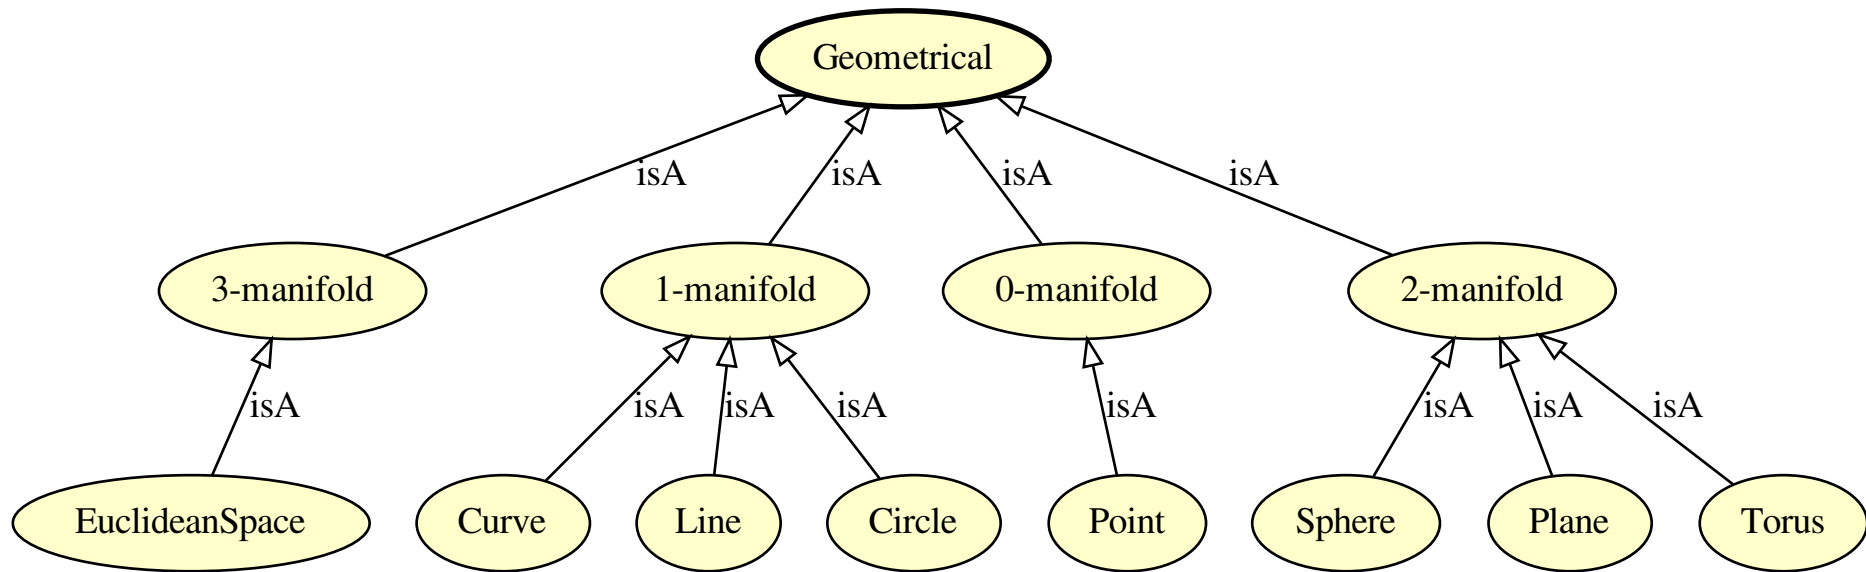 Geometrical
isA
isA
isA
isA
3-manifold
1-manifold
0-manifold
2-manifold
isA
isA
isA
isA
isA
isA
isA
isA
EuclideanSpace
Curve
Line
Circle
Point
Sphere
Plane
Torus